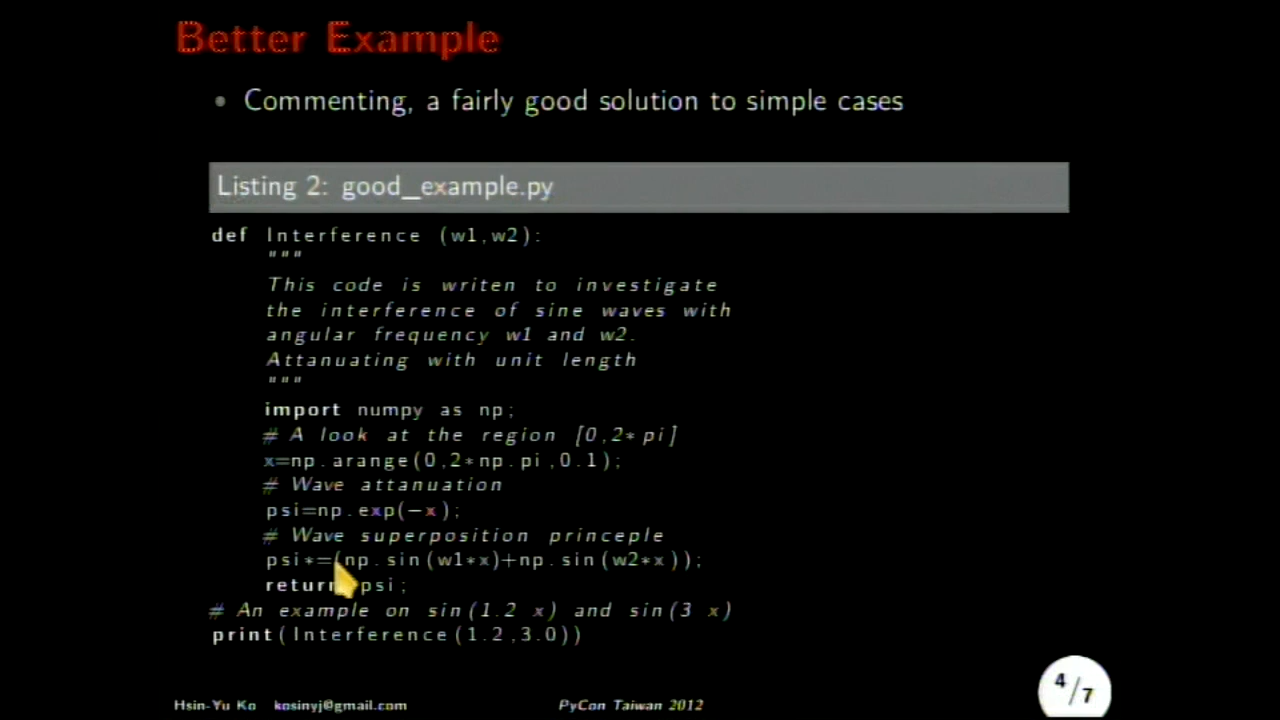 Better Example
• Commenting, a fairly good solution to simple cases
Listing 2: good_example.py
def Interference (w1,w2):
"""
This code is writen to investigate
the interference of sine waves with
angular frequency w1 and w2.
Attanuating with unit length
"""
import numpy as np;
# A look at the region [0,2*pi]
x=np.arange(0,2*np.pi,0.1);
# Wave attanuation
psi=np.exp(-x);
# Wave superposition princeple
psi*=(np.sin(w1*x)+np.sin(w2*x));
return psi;
# An example on sin(1.2 x) and sin(3 x)
print(Interference(1.2,3.0))
Hsin-Yu Ko kosinyj@gmail.com PyCon Taiwan 2012 4/7